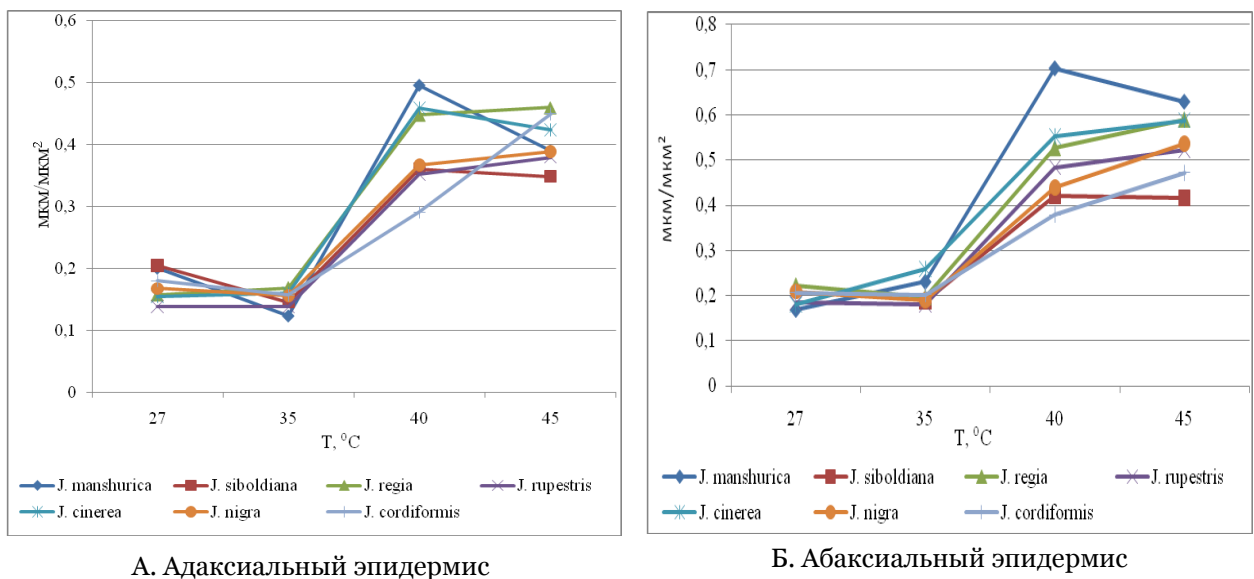 0,6
0,5
0,4
0,3
0,2
0,1
0
мкм/мкм²
27 35 40 45
T, ⁰C
J. manshurica J. siboldiana J. regia J. rupestris
J. cinerea J. nigra J. cordiformis
А. Адаксиальный эпидермис
0,8
0,7
0,6
0,5
0,4
0,3
0,2
0,1
0
мкм/мкм²
27 35 40 45
T, ⁰C
J. manshurica J. siboldiana J. regia J. rupestris
J. cinerea J. nigra J. cordiformis
Б. Абаксиальный эпидермис